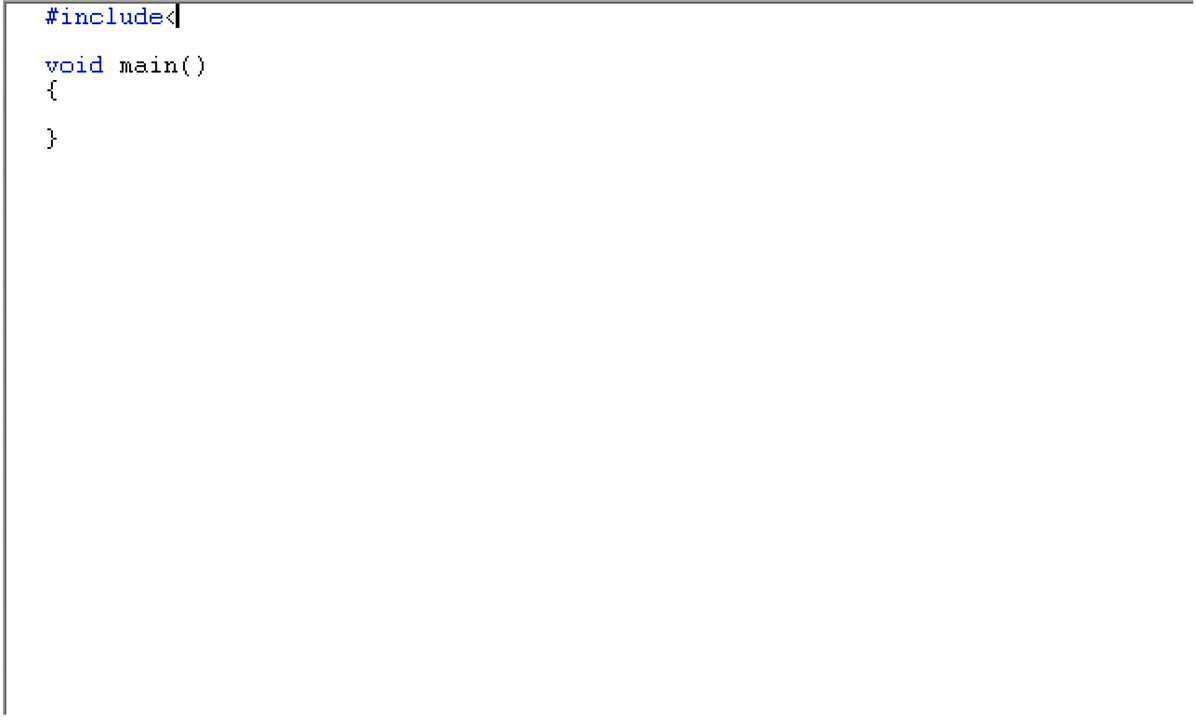 #include<
void main()
{
}